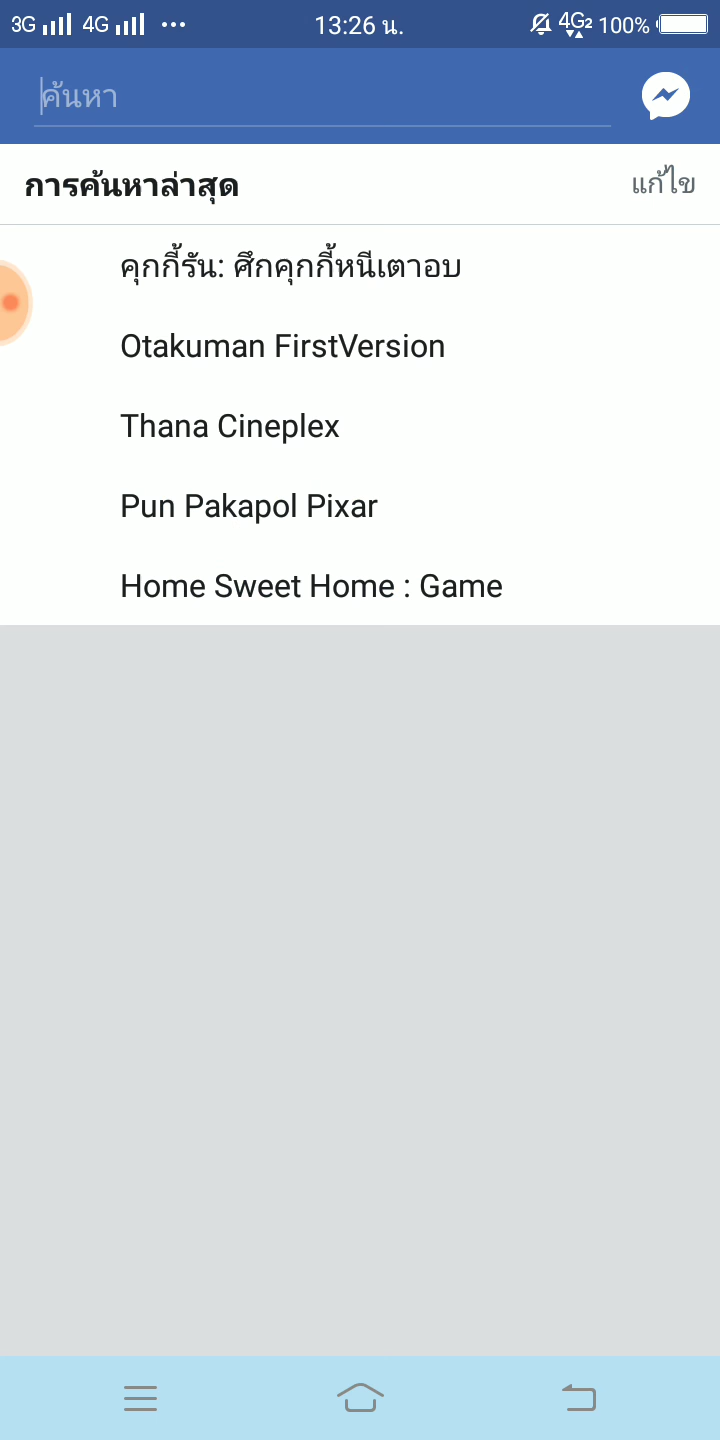 3G 4G 13:26 น. 4G2 100%
ค้นหา
การค้นหาล่าสุด แก้ไข
คุกกี้รัน: ศึกคุกกี้หนีเตาอบ
Otakuman FirstVersion
Thana Cineplex
Pun Pakapol Pixar
Home Sweet Home : Game